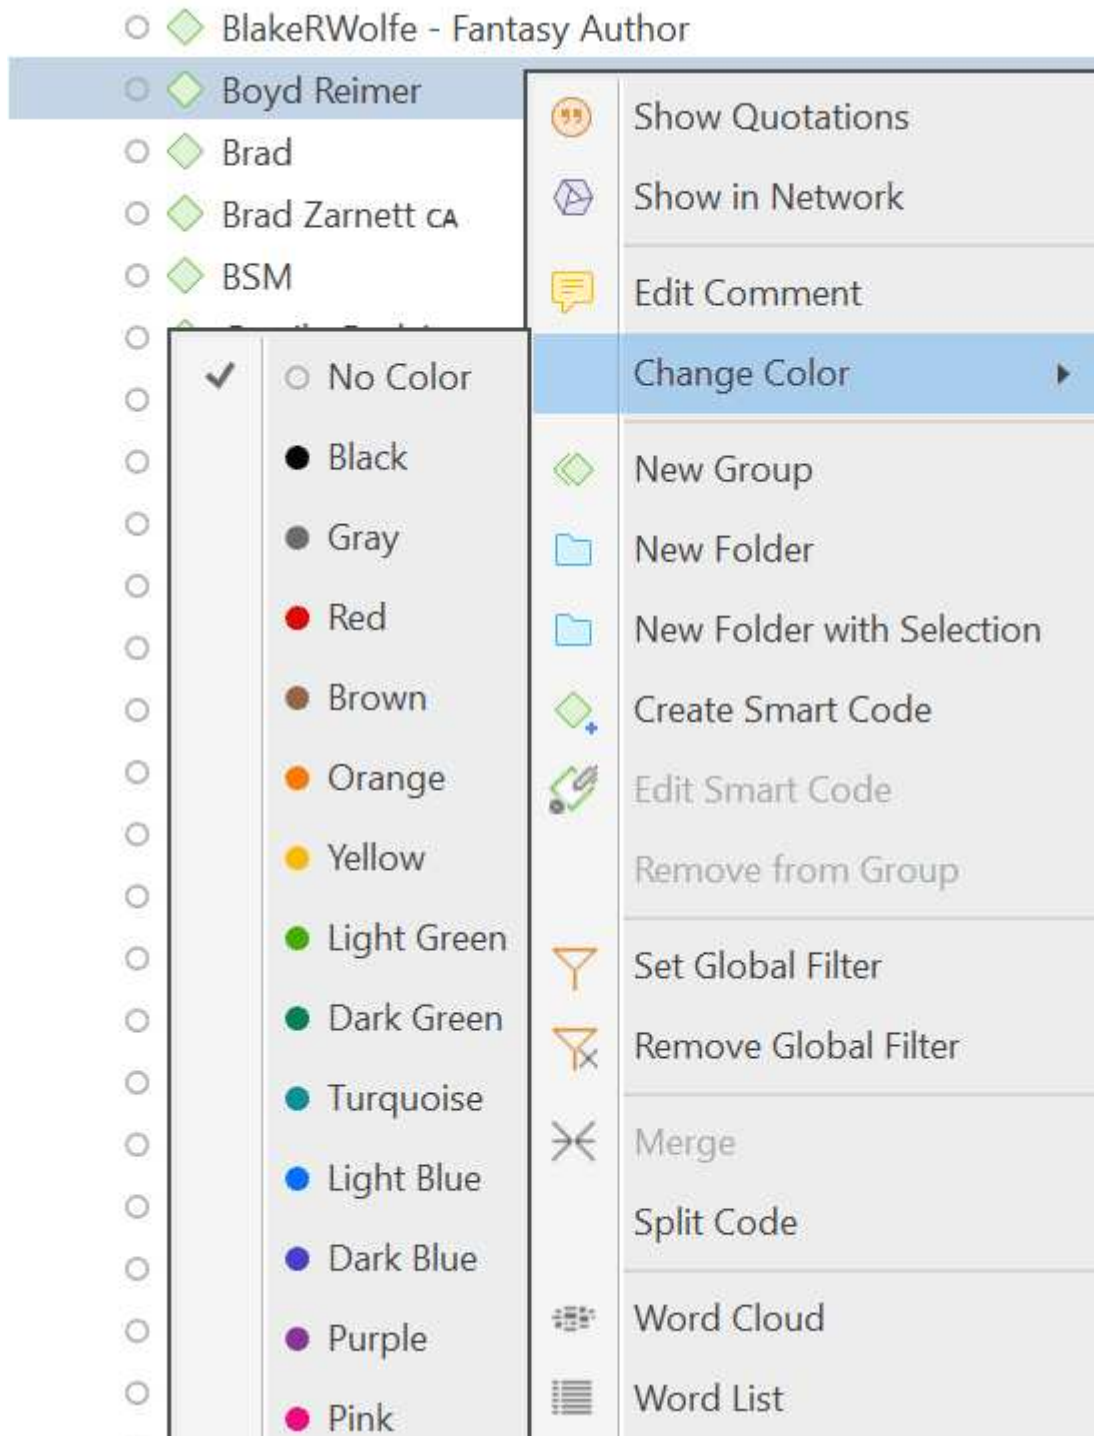 BlakeRWolfe - Fantasy Author
Boyd Reimer
Brad
Brad Zarnett CA
BSM
Show Quotations
Show in Network
Edit Comment
Change Color
New Group
New Folder
New Folder with Selection
Create Smart Code
Edit Smart Code
Remove from Group
Set Global Filter
Remove Global Filter
Merge
Split Code
Word Cloud
Word List
No Color
Black
Gray
Red
Brown
Orange
Yellow
Light Green
Dark Green
Turquoise
Light Blue
Dark Blue
Purple
Pink